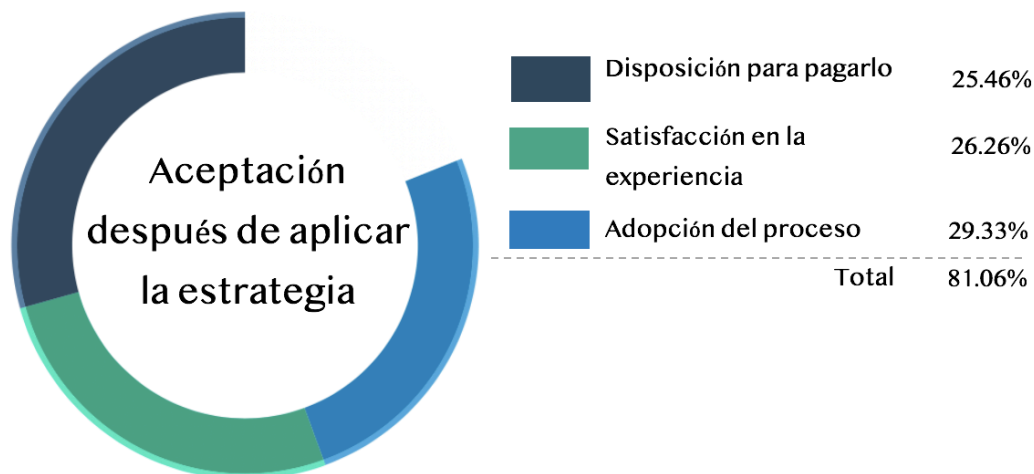 Aceptación
después de aplicar
la estrategia
Disposición para pagarlo 25.46%
Satisfacción en la
experiencia 26.26%
Adopción del proceso 29.33%
Total 81.06%